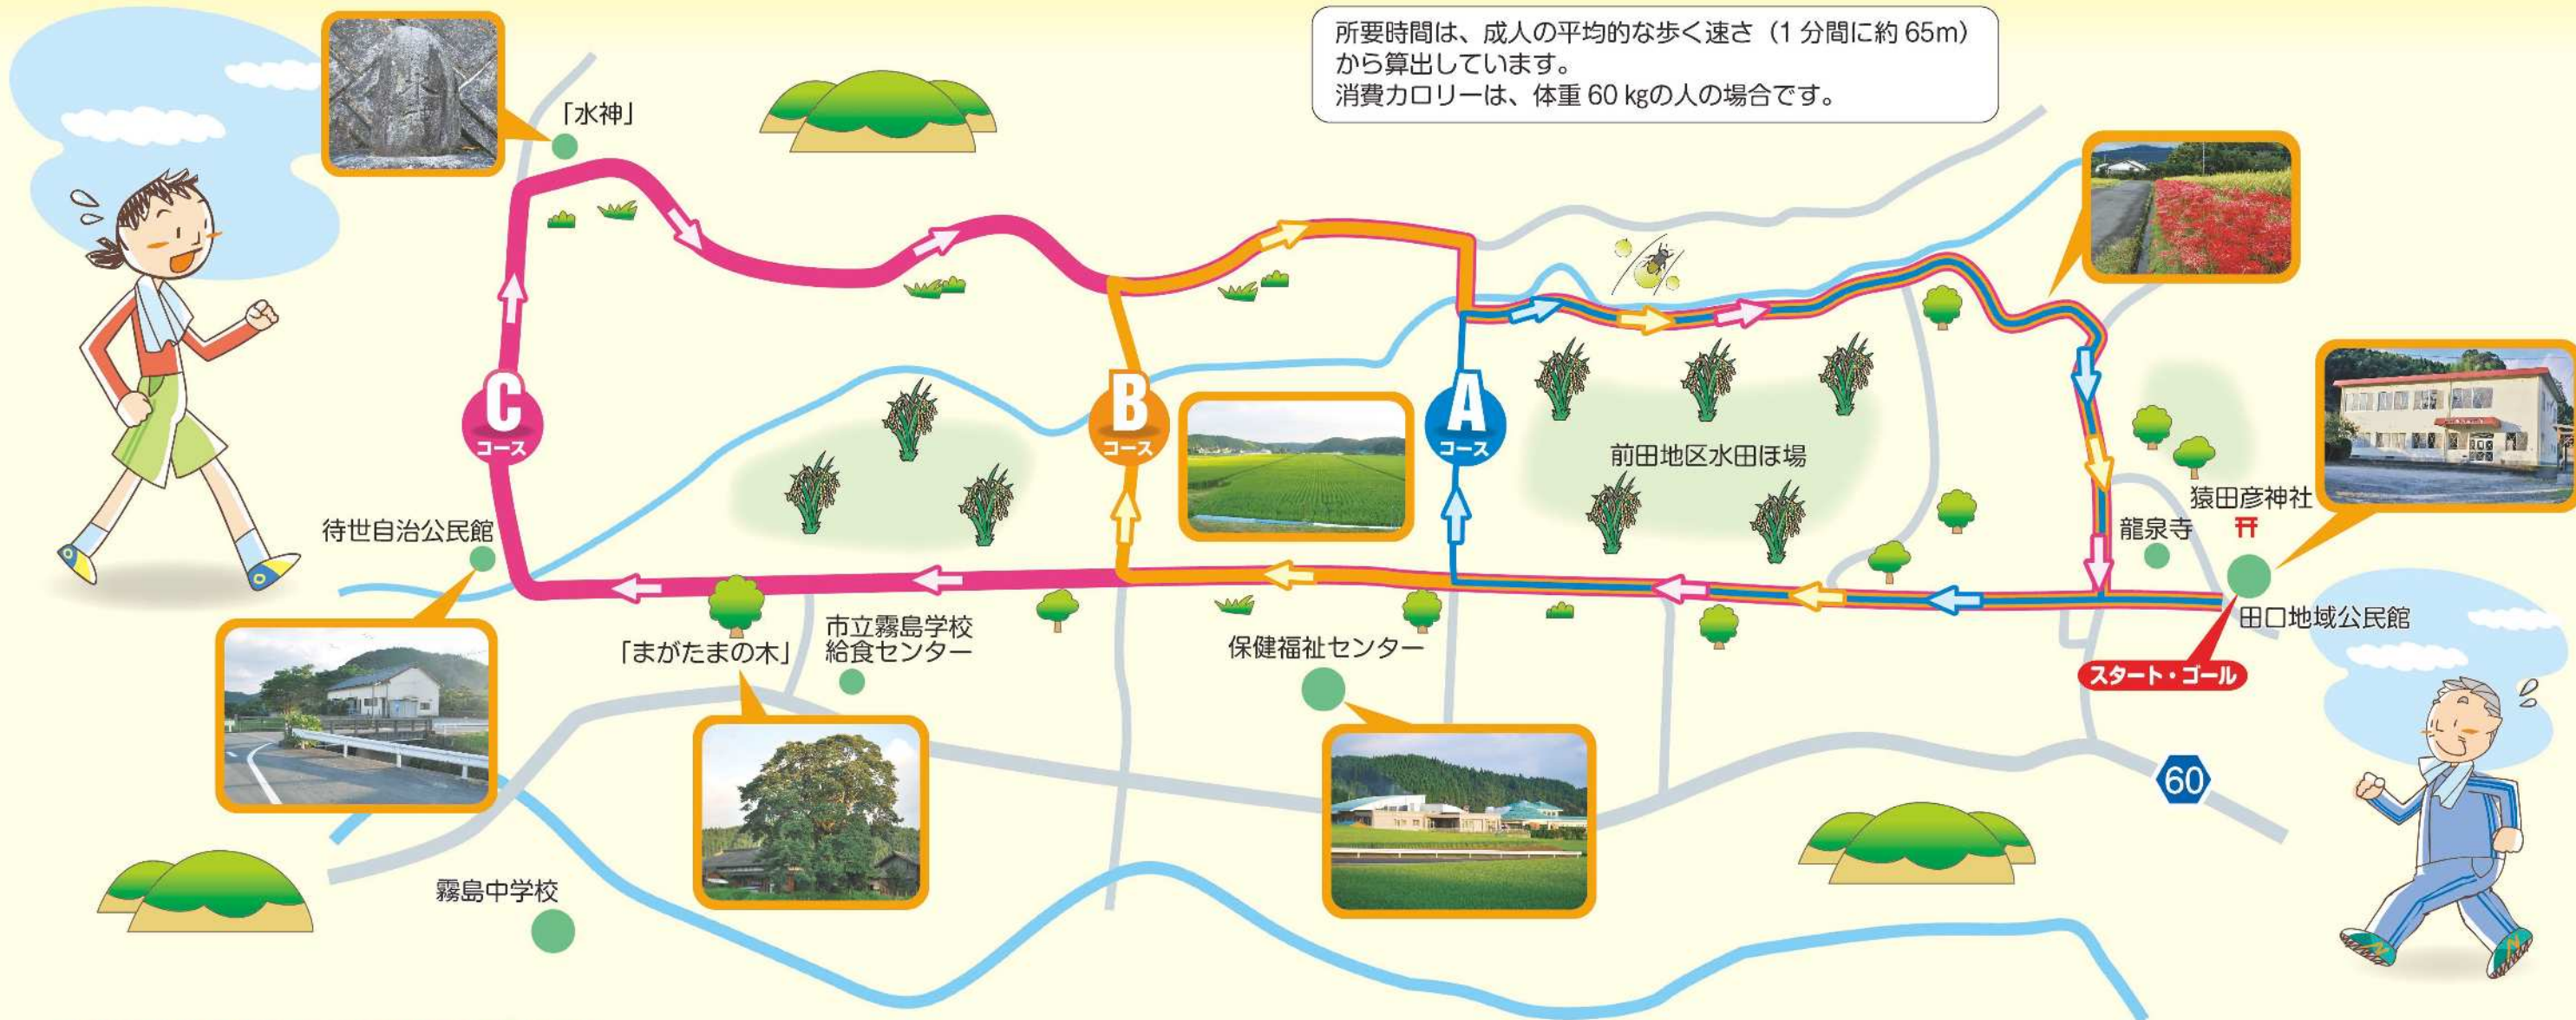 所要時間は、成人の平均的な歩く速さ（1 分間に約 65m）
から算出しています。
消費カロリーは、体重 60 kgの人の場合です。
「水神」
C
コース
B
コース
A
コース
前田地区水田ほ場
猿田彦神社
龍泉寺
待世自治公民館
田口地域公民館
スタート・ゴール
「まがたまの木」
市立霧島学校
給食センター
保健福祉センター
60
霧島中学校